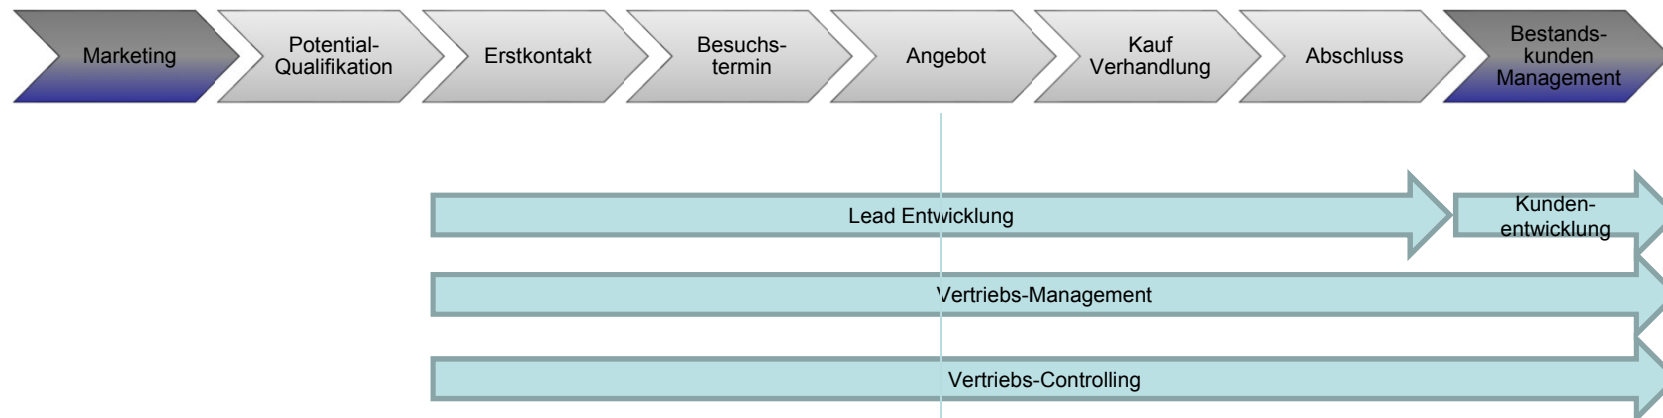 Marketing
Potential-
Qualifikation
Erstkontakt
Besuchs-
termin
Angebot
Kauf
Verhandlung
Abschluss
Bestands-
kunden
Management
Lead Entwicklung
Kunden-
entwicklung
Vertriebs-Management
Vertriebs-Controlling